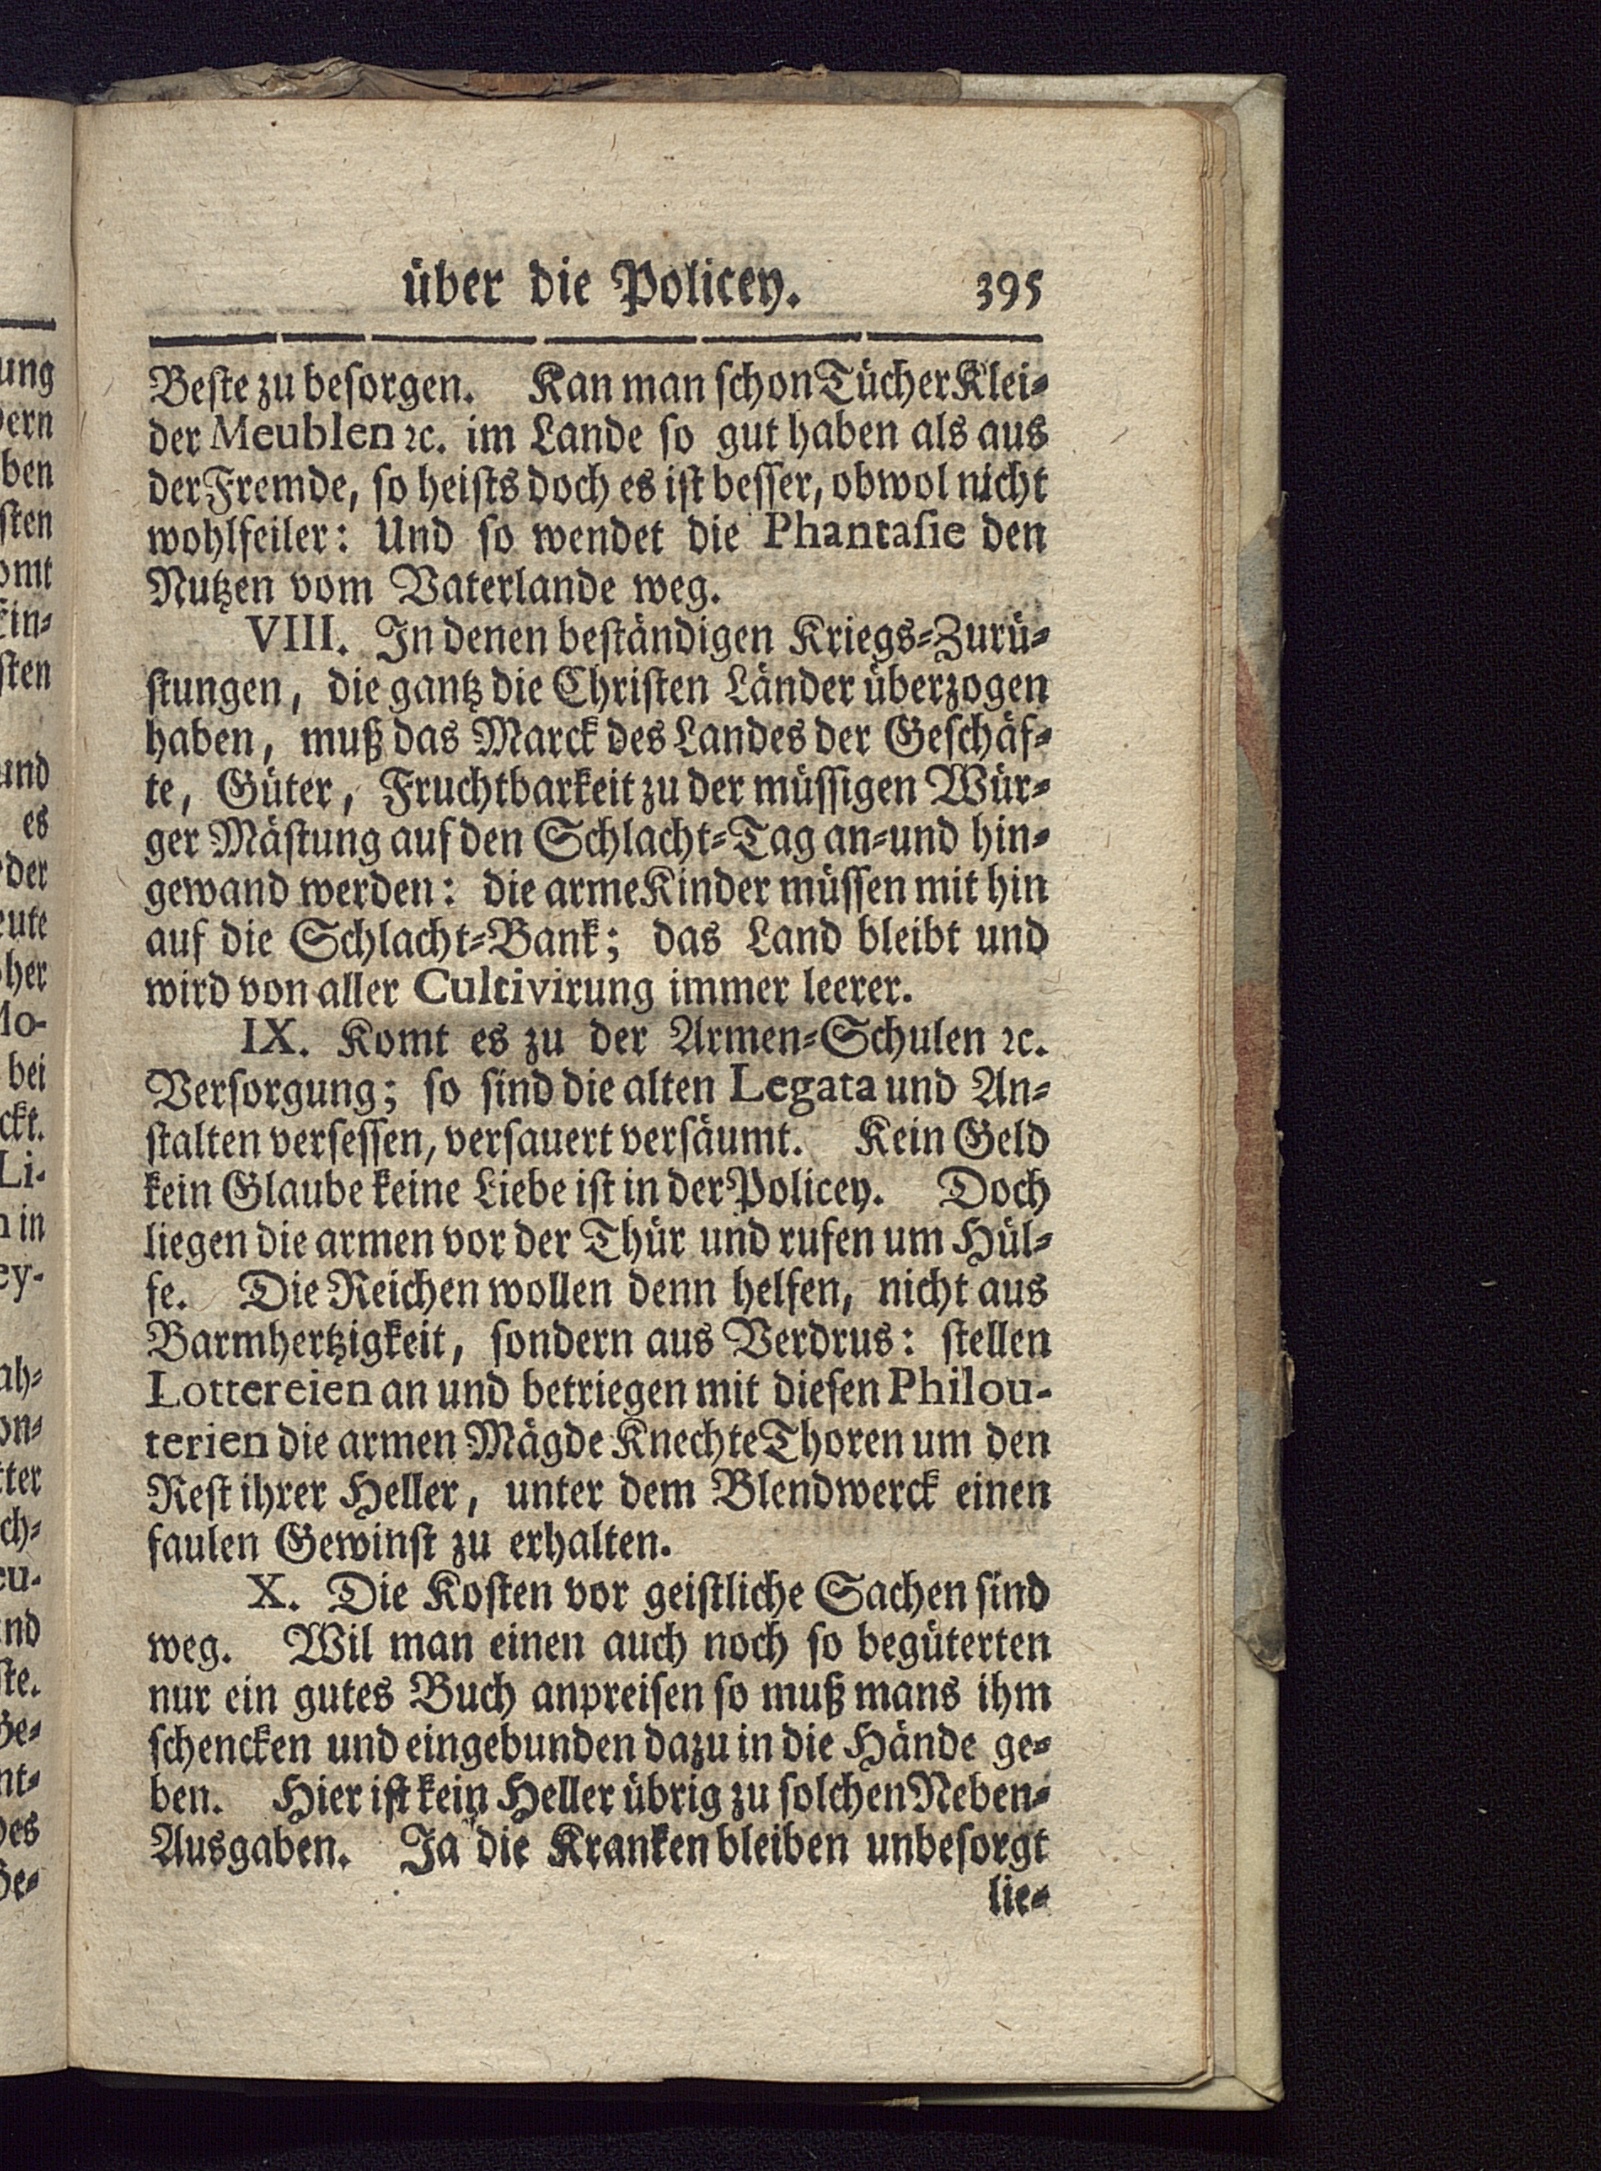 über die Policey. 395
Beste zu besorgen. Kan man schon Tücher Klei-
der Meublen ꝛc. im Lande so gut haben als aus
der Fremde, so heists doch es ist besser, obwol nicht
wohlfeiler: Und so wendet die Phantasie den
Nutzen vom Vaterlande weg.
VIII. In denen beständigen Kriegs-Zurü-
stungen, die gantz die Christen Länder überzogen
haben, muß das Marck des Landes der Geschäf-
te, Güter, Fruchtbarkeit zu der müssigen Wür-
ger Mästung auf den Schlacht-Tag an-und hin-
gewand werden: die arme Kinder müssen mit hin
auf die Schlacht-Bank; das Land bleibt und
wird von aller Cultivirung immer leerer.
IX. Komt es zu der Armen-Schulen ꝛc.
Versorgung; so sind die alten Legata und An-
stalten versessen, versauert versäumt. Kein Geld
kein Glaube keine Liebe ist in der Policey. Doch
liegen die armen vor der Thür und rufen um Hül-
fe. Die Reichen wollen denn helfen, nicht aus
Barmhertzigkeit, sondern aus Verdrus: stellen
Lottereien an und betriegen mit diesen Philou-
terien die armen Mägde Knechte Thoren um den
Rest ihrer Heller, unter dem Blendwerck einen
faulen Gewinst zu erhalten.
X. Die Kosten vor geistliche Sachen sind
weg. Wil man einen auch noch so begüterten
nur ein gutes Buch anpreisen so muß mans ihm
schencken und eingebunden dazu in die Hände ge-
ben. Hier ist kein Heller übrig zu solchen Neben-
Ausgaben. Ja die Kranken bleiben unbesorgt
lie-